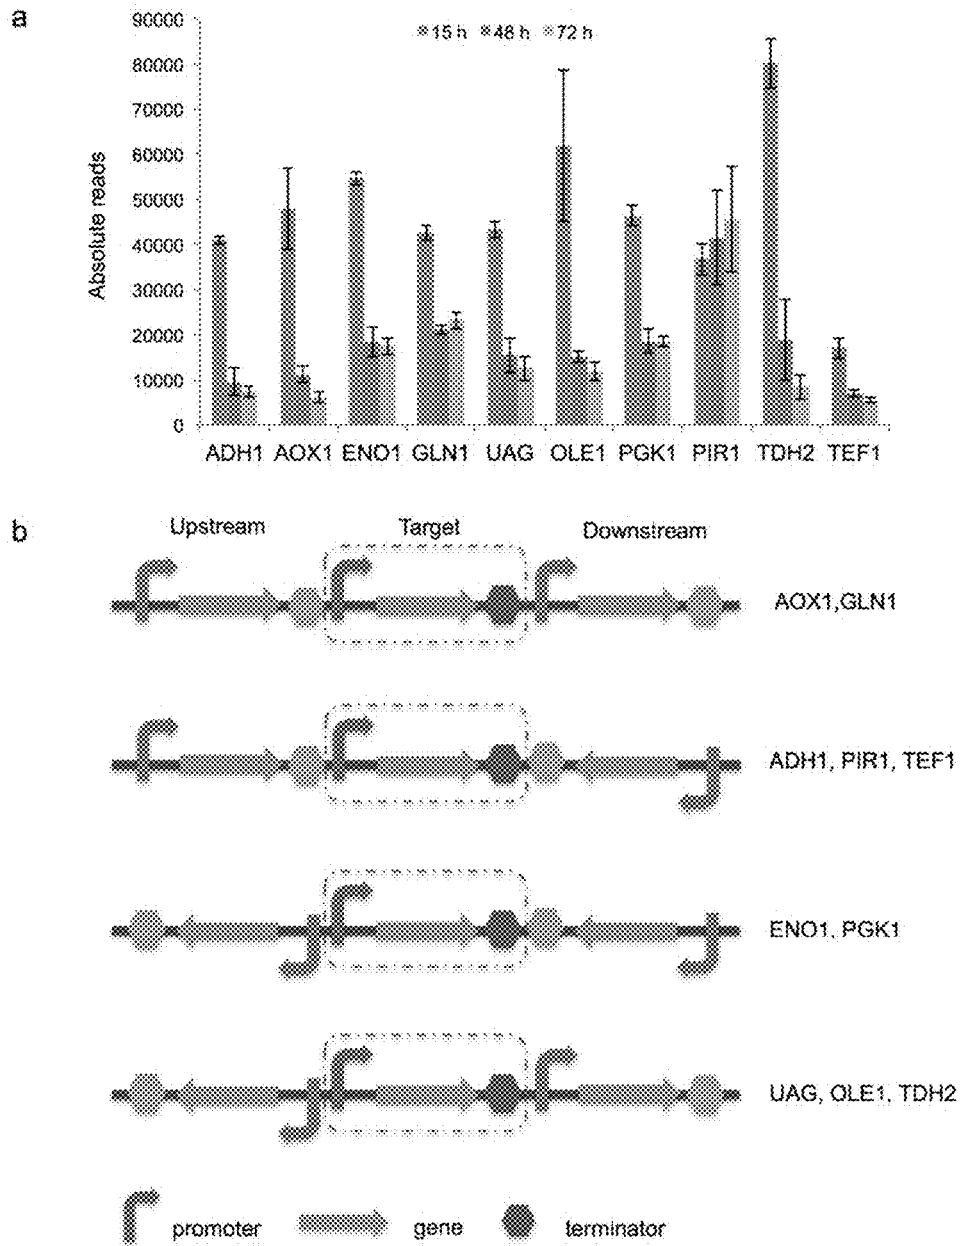 a
90000
80000
70000
60000
50000
40000
30000
20000
10000
0
Absolute reads
15 h 48 h 72 h
ADH1 AOX1 ENO1 GLN1 UAG OLE1 PGK1 PIR1 TDH2 TEF1
b
Upstream Target Downstream
AOX1,GLN1
ADH1, PIR1, TEF1
ENO1, PGK1
UAG, OLE1, TDH2
promoter gene terminator